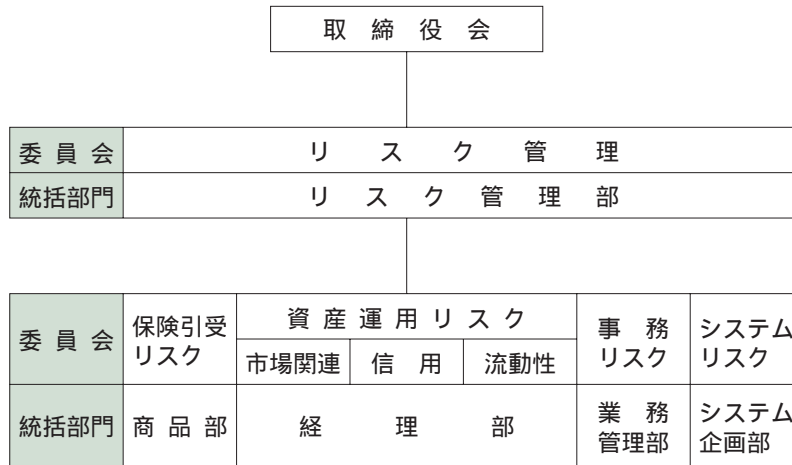 取締役会
委員会 リスク管理
統括部門 リスク管理部
委員会 保険引受リスク 資産運用リスク 事務リスク システムリスク
市場関連 信用 流動性
統括部門 商品部 経理部 業務管理部 システム企画部